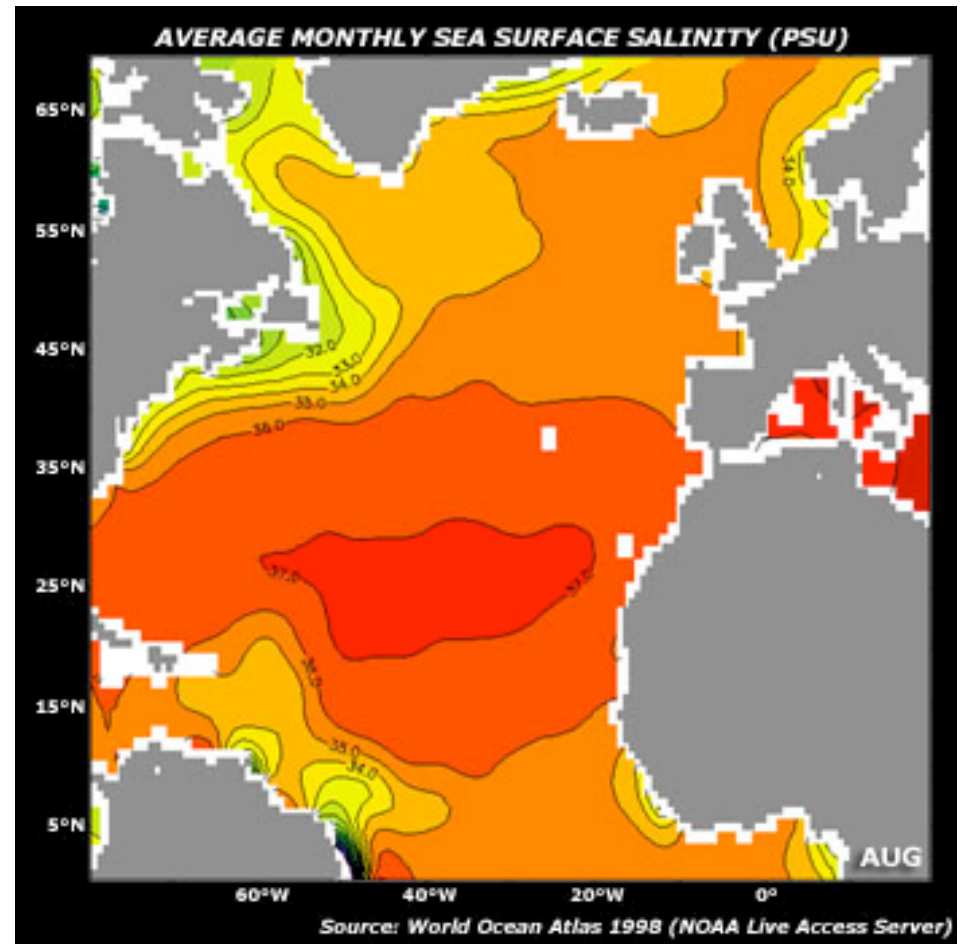 AVERAGE MONTHLY SEA SURFACE SALINITY (PSU)
65°N
34.0
55°N
45°N
32.0
33.0
34.0
35.0
36.0
35°N
25°N
37.0
37.0
15°N
36.0
35.0
34.0
5°N
AUG
60°W 40°W 20°W 0°
Source: World Ocean Atlas 1998 (NOAA Live Access Server)